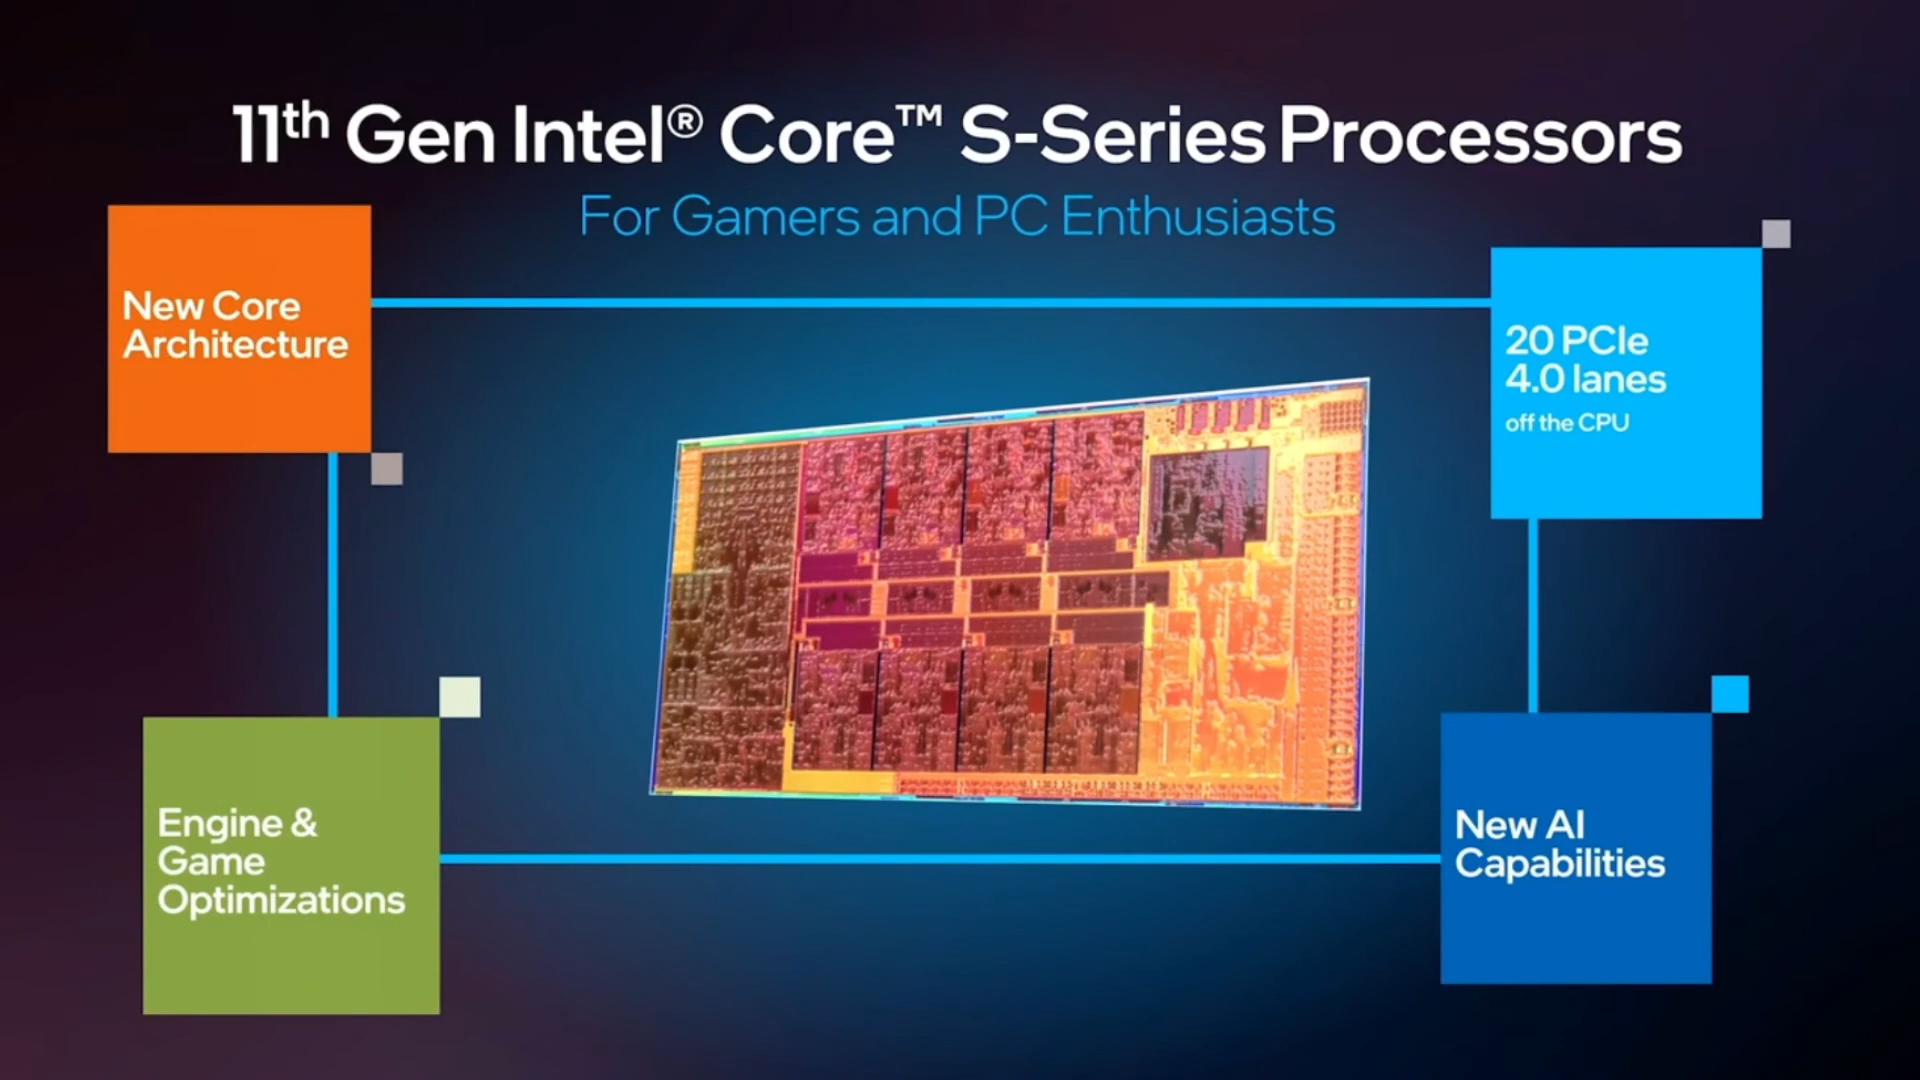 11th Gen Intel® Core™ S-Series Processors
For Gamers and PC Enthusiasts
New Core
Architecture
20 PCIe
4.0 lanes
off the CPU
Engine &
Game
Optimizations
New AI
Capabilities